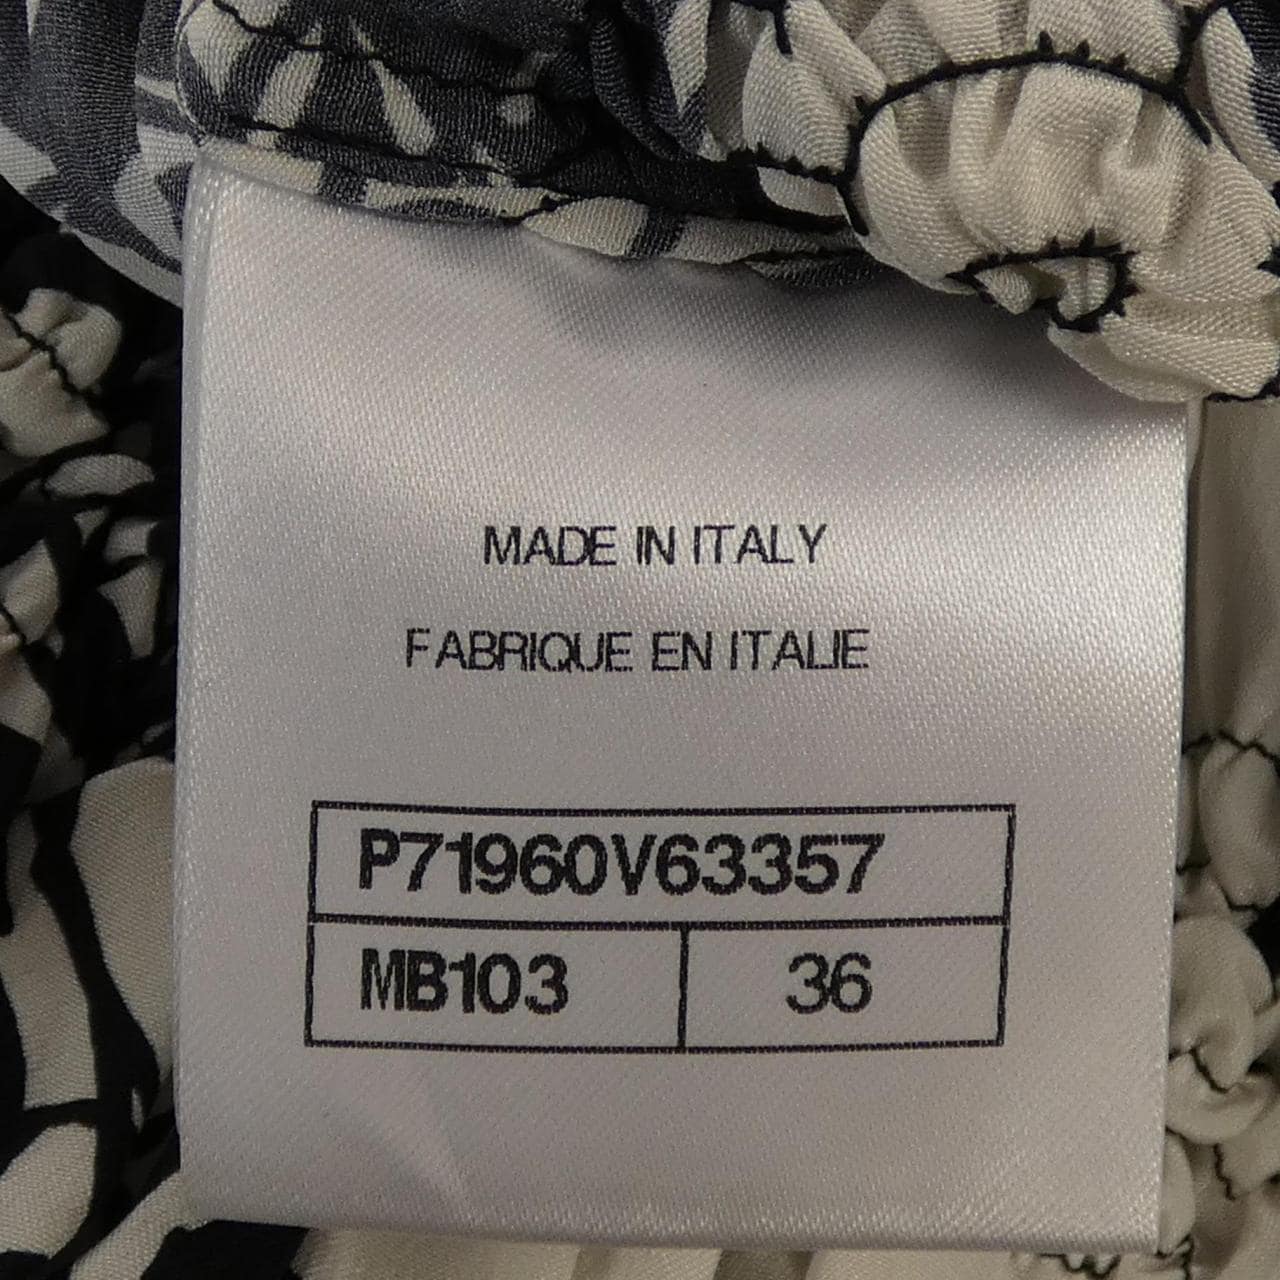 MADE IN ITALY
FABRIQUE EN ITALIE
P71960V63357
MB103 36